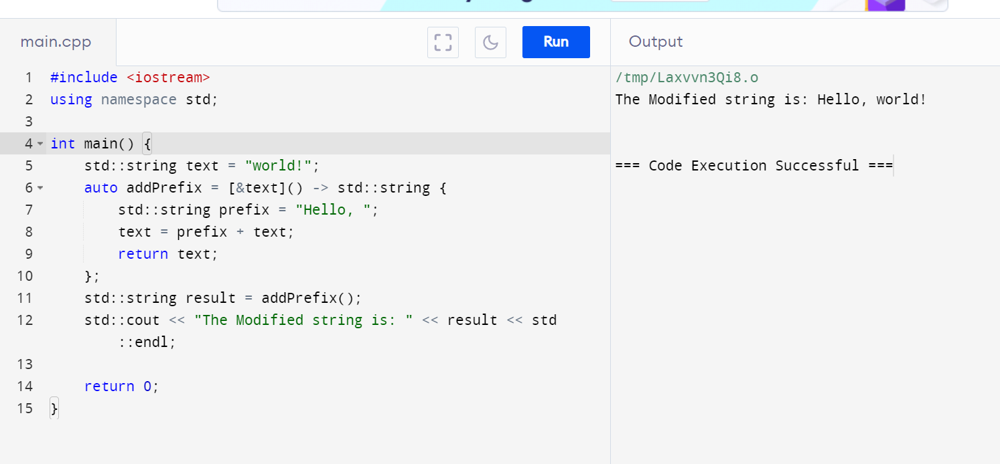 main.cpp
Run
Output
1 #include <iostream>
2 using namespace std;
3
4 int main() {
5 std::string text = "world!";
6 auto addPrefix = [&text]() -> std::string {
7 std::string prefix = "Hello, ";
8 text = prefix + text;
9 return text;
10 };
11 std::string result = addPrefix();
12 std::cout << "The Modified string is: " << result << std
::endl;
13
14 return 0;
15 }
/tmp/Laxvvn3Qi8.o
The Modified string is: Hello, world!
=== Code Execution Successful ===